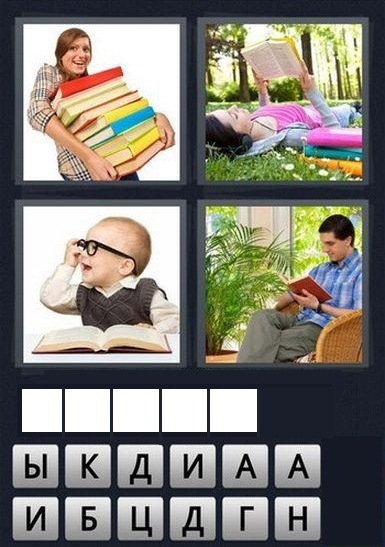 Ы К Д И А А
И Б Ц Д Г Н